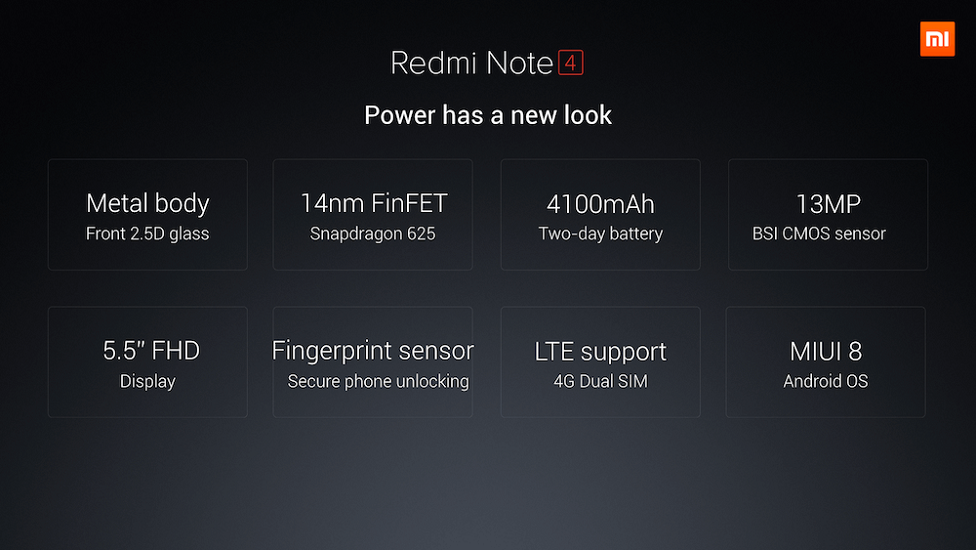 mi
Redmi Note 4
Power has a new look
Metal body
Front 2.5D glass
14nm FinFET
Snapdragon 625
4100mAh
Two-day battery
13MP
BSI CMOS sensor
5.5" FHD
Display
Fingerprint sensor
Secure phone unlocking
LTE support
4G Dual SIM
MIUI 8
Android OS